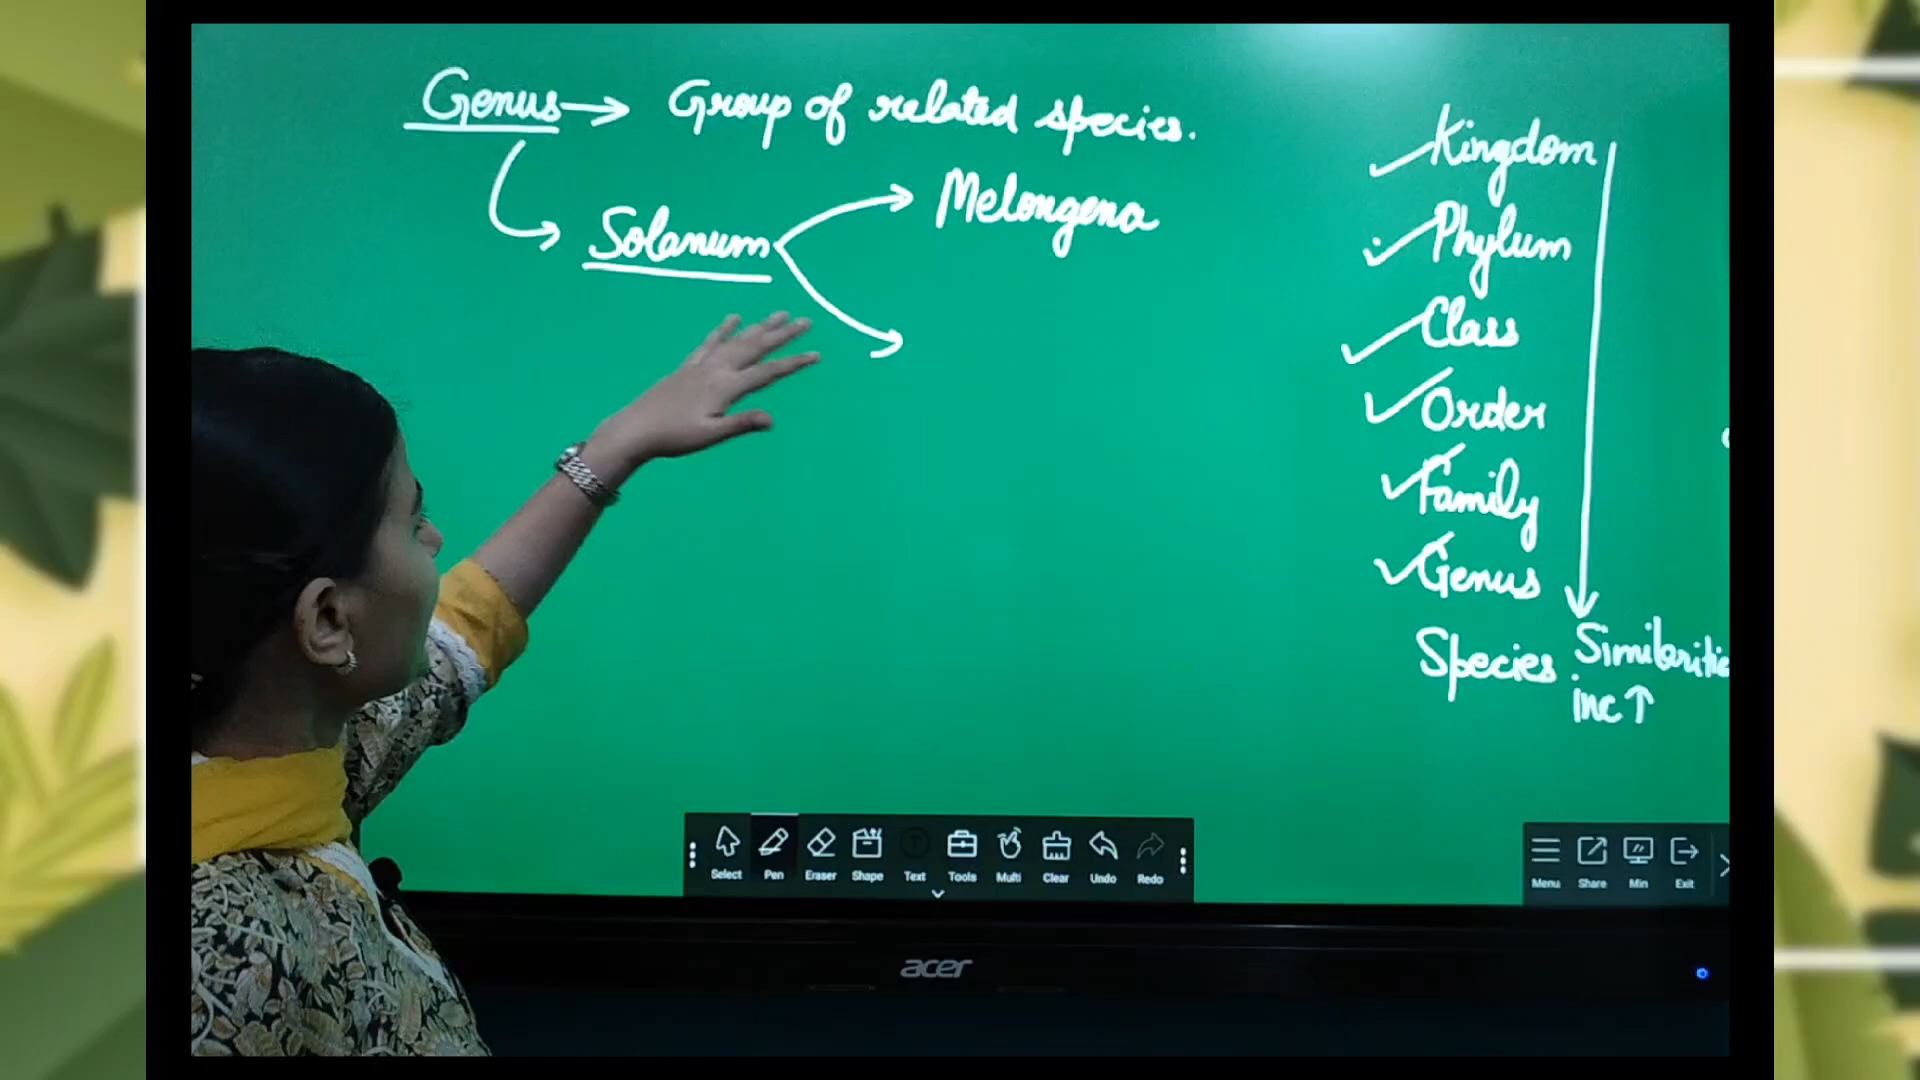 Genus → Group of related species.
Solanum
Melongena
Kingdom
Phylum
Class
Order
Family
Genus
Species
Similaritie
inc ↑
Select Pen Eraser Shape Text Tools Multi Clear Undo Redo
Menu Share Min Exit
acer